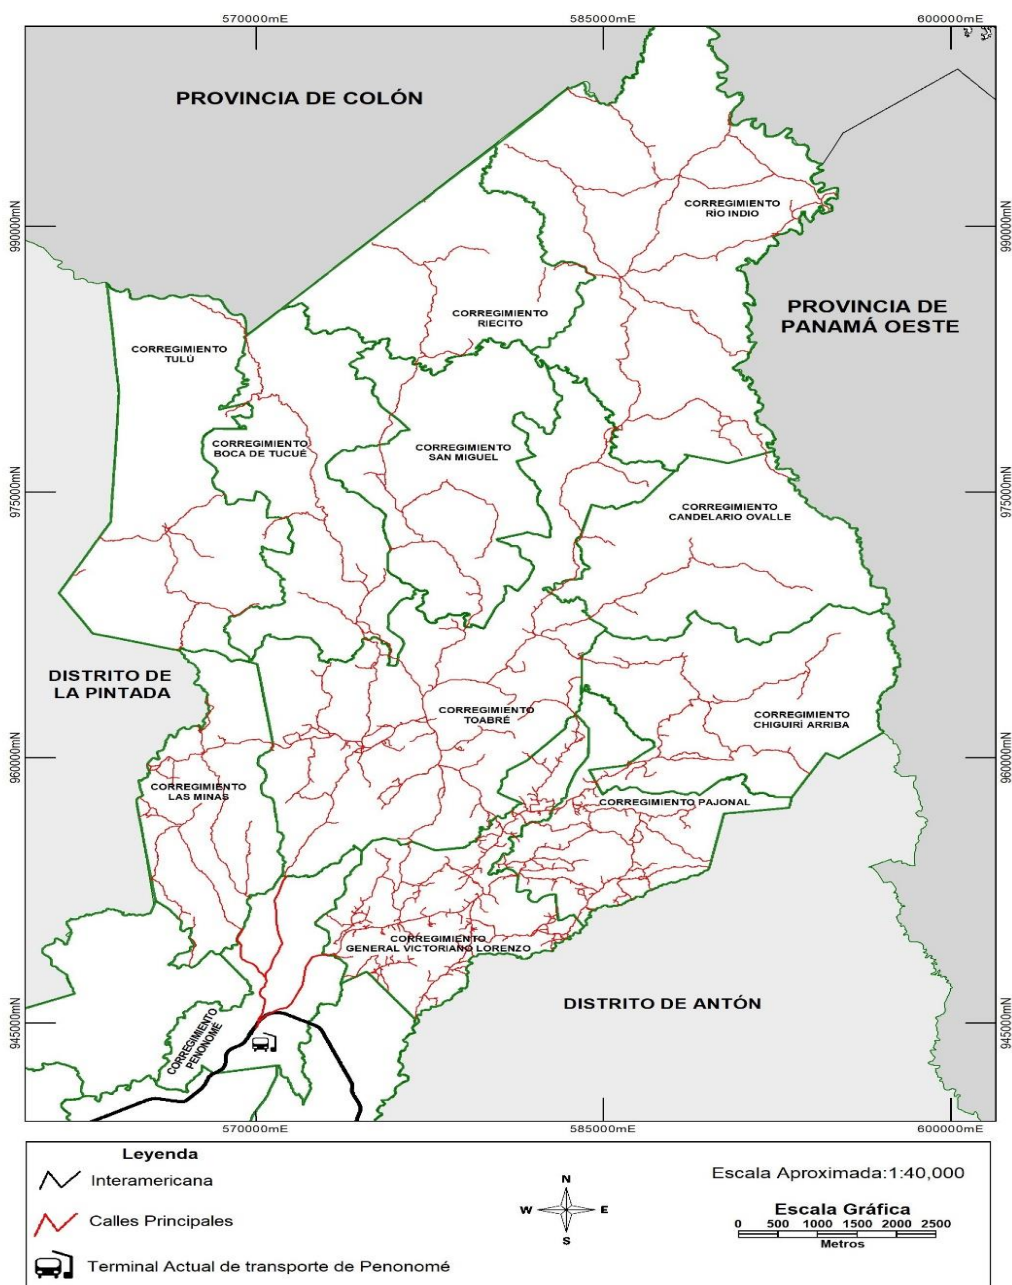 570000mE 585000mE 600000mE
PROVINCIA DE COLÓN
CORREGIMIENTO
RÍO INDIO
990000mN 990000mN
PROVINCIA DE
PANAMÁ OESTE
CORREGIMIENTO
RIECITO
CORREGIMIENTO
TULÚ
CORREGIMIENTO
BOCA DE TUCUÉ
CORREGIMIENTO
SAN MIGUEL
975000mN 975000mN
CORREGIMIENTO
CANDELARIO OVALLE
DISTRITO DE
LA PINTADA
CORREGIMIENTO
TOABRÉ
CORREGIMIENTO
CHIGUIRÍ ARRIBA
960000mN 960000mN
CORREGIMIENTO
LAS MINAS
CORREGIMIENTO PAJONAL
CORREGIMIENTO
GENERAL VICTORIANO LORENZO
DISTRITO DE ANTÓN
945000mN 945000mN
CORREGIMIENTO
PENONOMÉ
570000mE 585000mE 600000mE
Leyenda
Interamericana
Calles Principales
Terminal Actual de transporte de Penonomé
N
W E
S
Escala Aproximada:1:40,000
Escala Gráfica
0 500 1000 1500 2000 2500
Metros